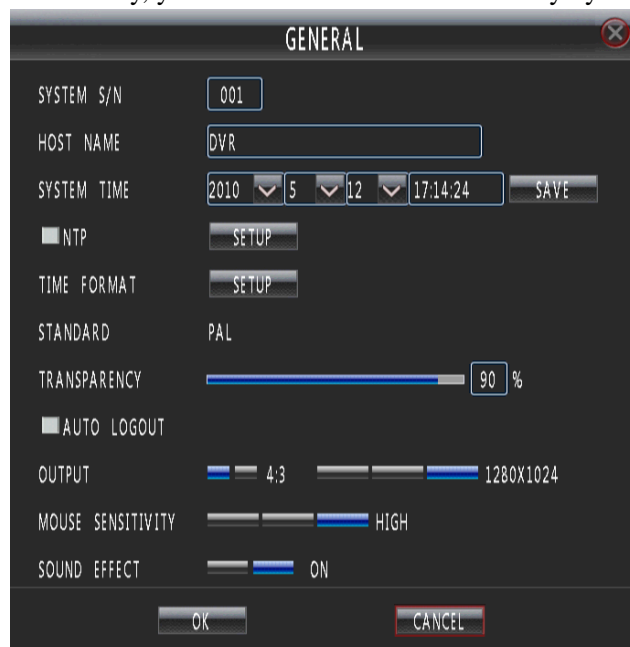 GENERAL
SYSTEM S/N 001
HOST NAME DVR
SYSTEM TIME 2010 5 12 17:14:24 SAVE
NTP SETUP
TIME FORMAT SETUP
STANDARD PAL
TRANSPARENCY 90 %
AUTO LOGOUT
OUTPUT 4:3 1280X1024
MOUSE SENSITIVITY HIGH
SOUND EFFECT ON
OK CANCEL